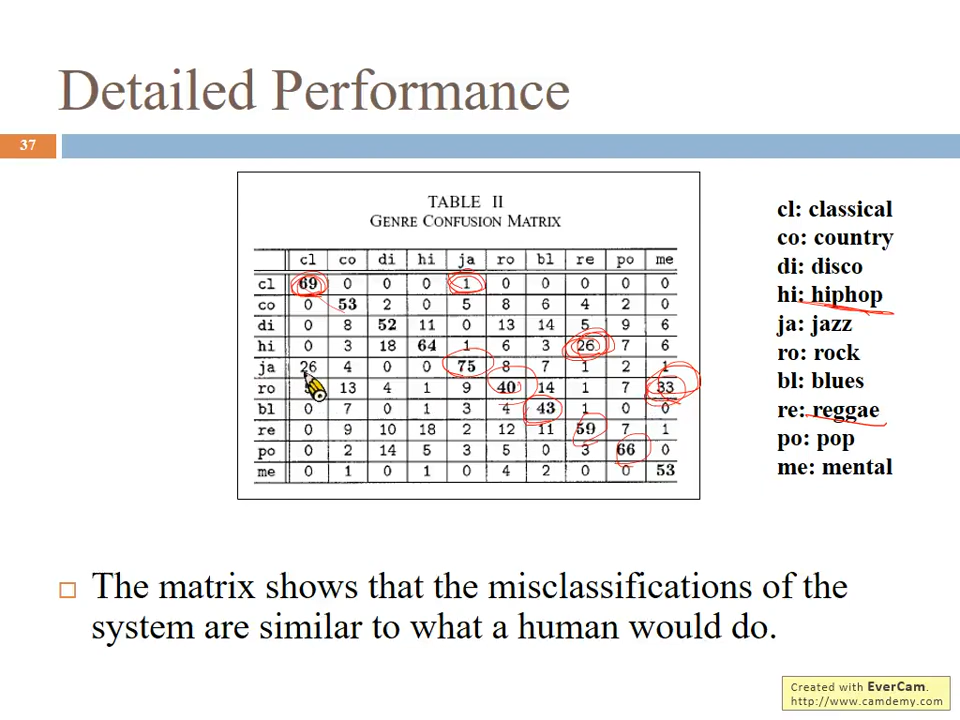 Detailed Performance
37
TABLE II
GENRE CONFUSION MATRIX
cl co di hi ja ro bl re po me
cl 69 0 0 0 1 0 0 0 0 0
co 0 53 2 0 5 8 6 4 2 0
di 0 8 52 11 0 13 14 5 9 6
hi 0 3 18 64 1 6 3 26 7 6
ja 26 4 0 0 75 8 7 1 2 1
ro 13 4 1 9 40 14 1 7 33
bl 0 7 0 1 3 4 43 1 0 0
re 0 9 10 18 2 12 11 59 7 1
po 0 2 14 5 3 5 0 3 66 0
me 0 1 0 1 0 4 2 0 0 53
cl: classical
co: country
di: disco
hi: hiphop
ja: jazz
ro: rock
bl: blues
re: reggae
po: pop
me: mental
The matrix shows that the misclassifications of the
system are similar to what a human would do.
Created with EverCam.
http://www.camdemy.com